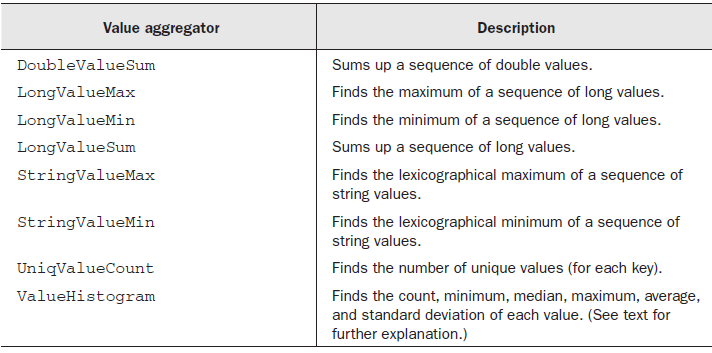 Value aggregator Description
DoubleValueSum Sums up a sequence of double values.
LongValueMax Finds the maximum of a sequence of long values.
LongValueMin Finds the minimum of a sequence of long values.
LongValueSum Sums up a sequence of long values.
StringValueMax Finds the lexicographical maximum of a sequence of
string values.
StringValueMin Finds the lexicographical minimum of a sequence of
string values.
UniqValueCount Finds the number of unique values (for each key).
ValueHistogram Finds the count, minimum, median, maximum, average,
and standard deviation of each value. (See text for
further explanation.)